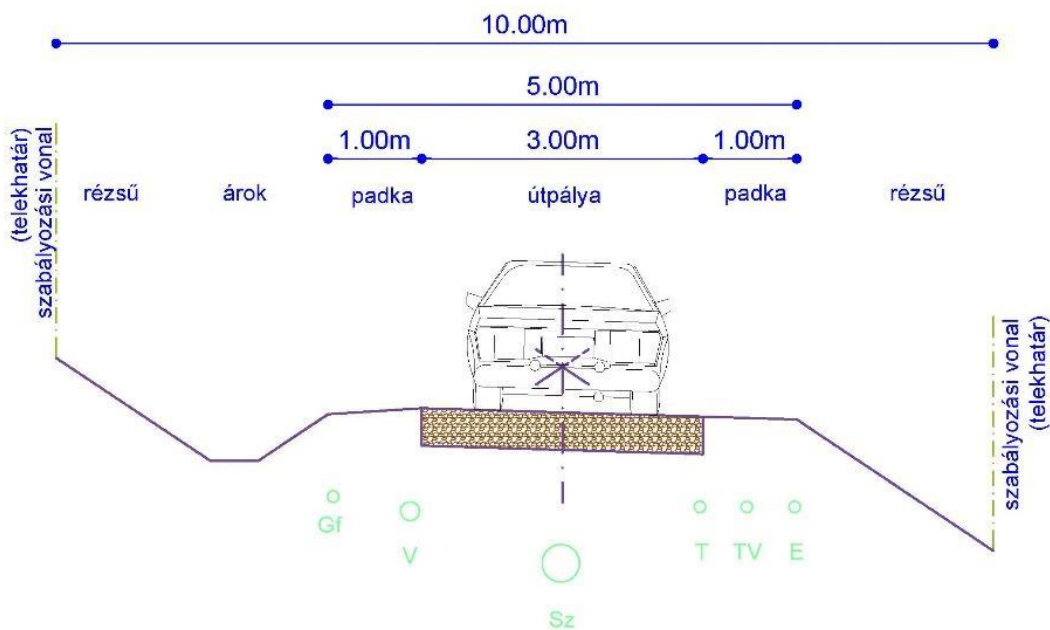 10.00m
5.00m
1.00m
3.00m
1.00m
(telekhatár)
szabályozási vonal
rézsű
árok
padka
útpálya
padka
rézsű
szabályozási vonal
(telekhatár)
Gf
V
T
TV
E
Sz